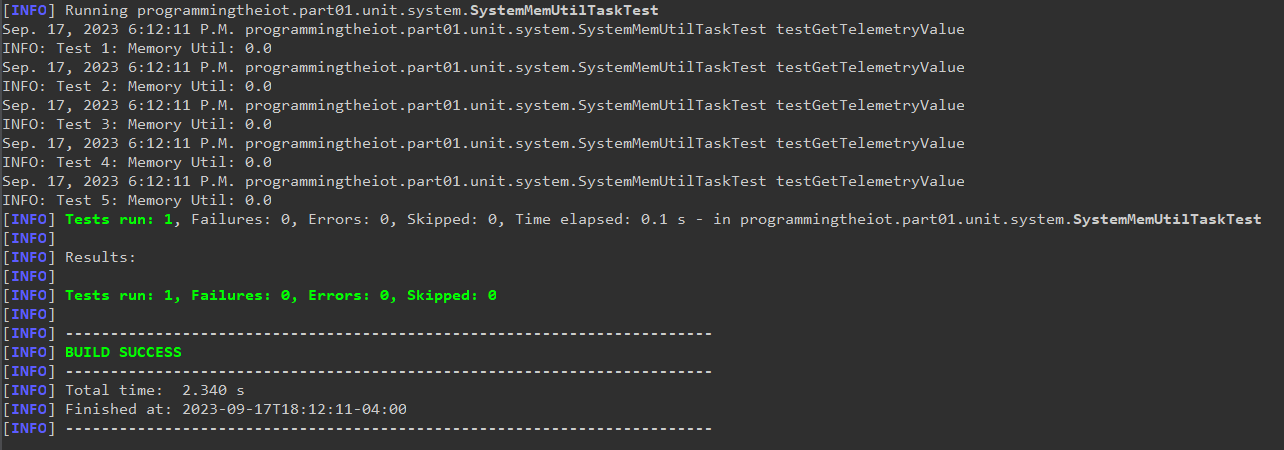 [INFO] Running programmingtheiot.part01.unit.system.SystemMemUtilTaskTest
Sep. 17, 2023 6:12:11 P.M. programmingtheiot.part01.unit.system.SystemMemUtilTaskTest testGetTelemetryValue
INFO: Test 1: Memory Util: 0.0
Sep. 17, 2023 6:12:11 P.M. programmingtheiot.part01.unit.system.SystemMemUtilTaskTest testGetTelemetryValue
INFO: Test 2: Memory Util: 0.0
Sep. 17, 2023 6:12:11 P.M. programmingtheiot.part01.unit.system.SystemMemUtilTaskTest testGetTelemetryValue
INFO: Test 3: Memory Util: 0.0
Sep. 17, 2023 6:12:11 P.M. programmingtheiot.part01.unit.system.SystemMemUtilTaskTest testGetTelemetryValue
INFO: Test 4: Memory Util: 0.0
Sep. 17, 2023 6:12:11 P.M. programmingtheiot.part01.unit.system.SystemMemUtilTaskTest testGetTelemetryValue
INFO: Test 5: Memory Util: 0.0
[INFO] Tests run: 1, Failures: 0, Errors: 0, Skipped: 0, Time elapsed: 0.1 s - in programmingtheiot.part01.unit.system.SystemMemUtilTaskTest
[INFO]
[INFO] Results:
[INFO]
[INFO] Tests run: 1, Failures: 0, Errors: 0, Skipped: 0
[INFO]
[INFO] ------------------------------------------------------------------------
[INFO] BUILD SUCCESS
[INFO] ------------------------------------------------------------------------
[INFO] Total time:  2.340 s
[INFO] Finished at: 2023-09-17T18:12:11-04:00
[INFO] ------------------------------------------------------------------------